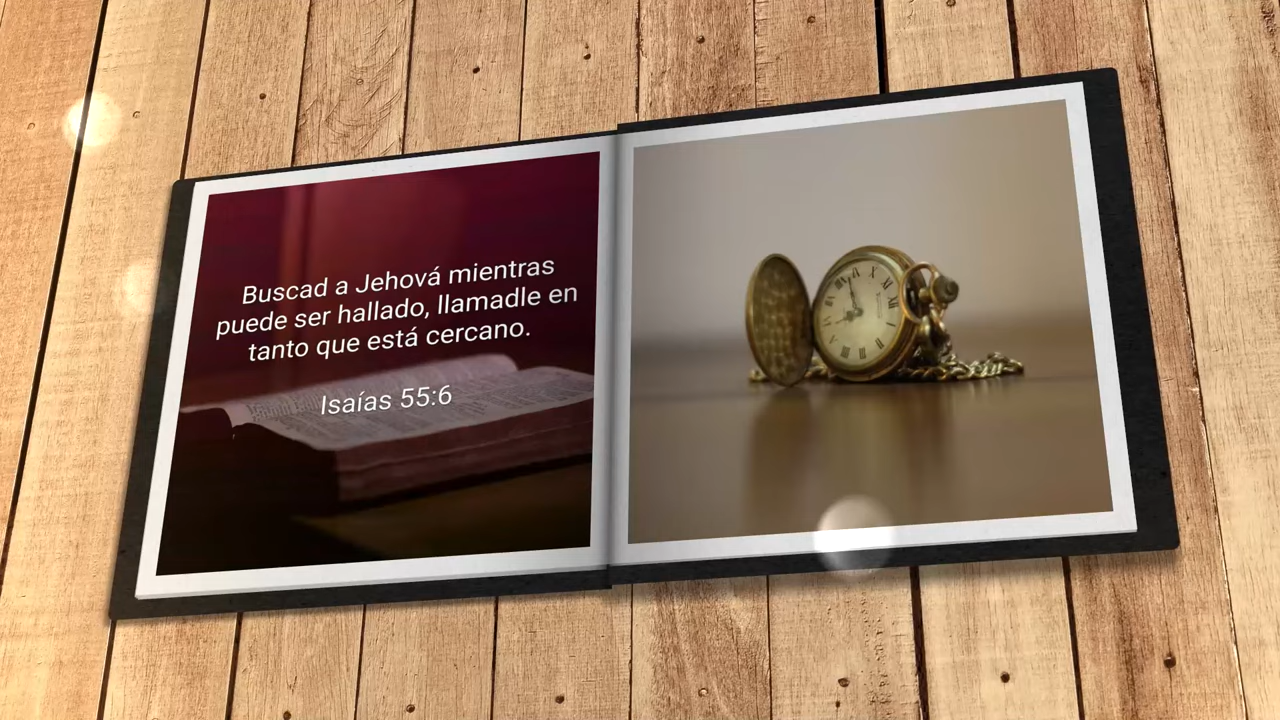 Buscad a Jehová mientras
puede ser hallado, llamadle en
tanto que está cercano.
Isaías 55:6